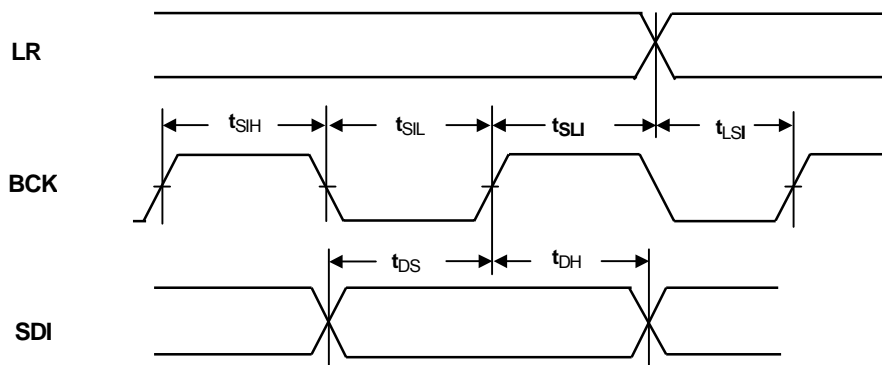 LR
tSIH tSIL tSLI tLSI
BCK
tDS tDH
SDI